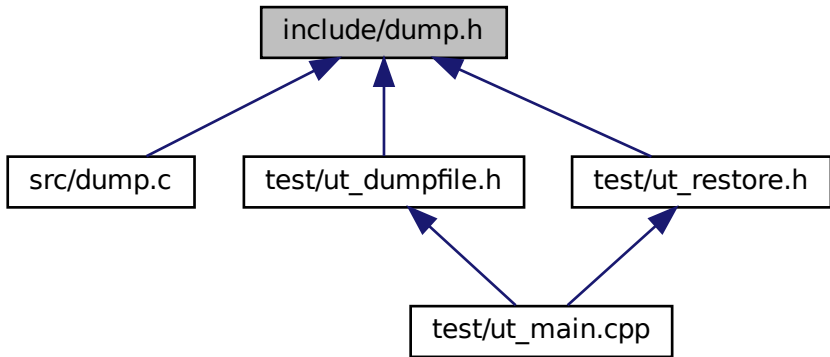 include/dump.h
src/dump.c
test/ut_dumpfile.h
test/ut_restore.h
test/ut_main.cpp